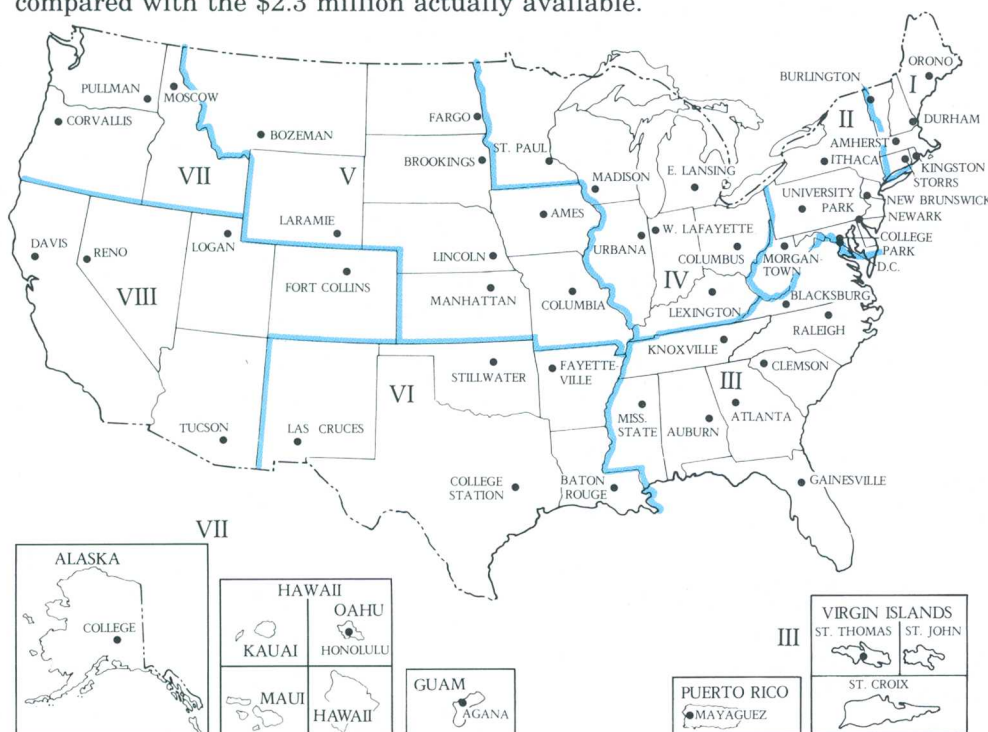 compared with the $2.3 million actually available.
ORONO
BURLINGTON
I
PULLMAN
MOSCOW
CORVALLIS
BOZEMAN
FARGO
II
DURHAM
AMHERST
ITHACA
KINGSTON
STORRS
ST. PAUL
BROOKINGS
VII
V
MADISON
E. LANSING
UNIVERSITY
PARK
NEW BRUNSWICK
NEWARK
LARAMIE
AMES
W. LAFAYETTE
URBANA
COLUMBUS
MORGAN-
TOWN
COLLEGE
PARK
D.C.
DAVIS
RENO
LOGAN
LINCOLN
FORT COLLINS
MANHATTAN
COLUMBIA
IV
VIII
LEXINGTON
BLACKSBURG
RALEIGH
KNOXVILLE
STILLWATER
FAYETTE-
VILLE
CLEMSON
VI
III
MISS.
STATE
AUBURN
ATLANTA
TUCSON
LAS CRUCES
COLLEGE
STATION
BATON
ROUGE
GAINESVILLE
VII
ALASKA
COLLEGE
HAWAII
OAHU
KAUAI
HONOLULU
MAUI
HAWAII
GUAM
AGANA
III
PUERTO RICO
MAYAGUEZ
VIRGIN ISLANDS
ST. THOMAS
ST. JOHN
ST. CROIX